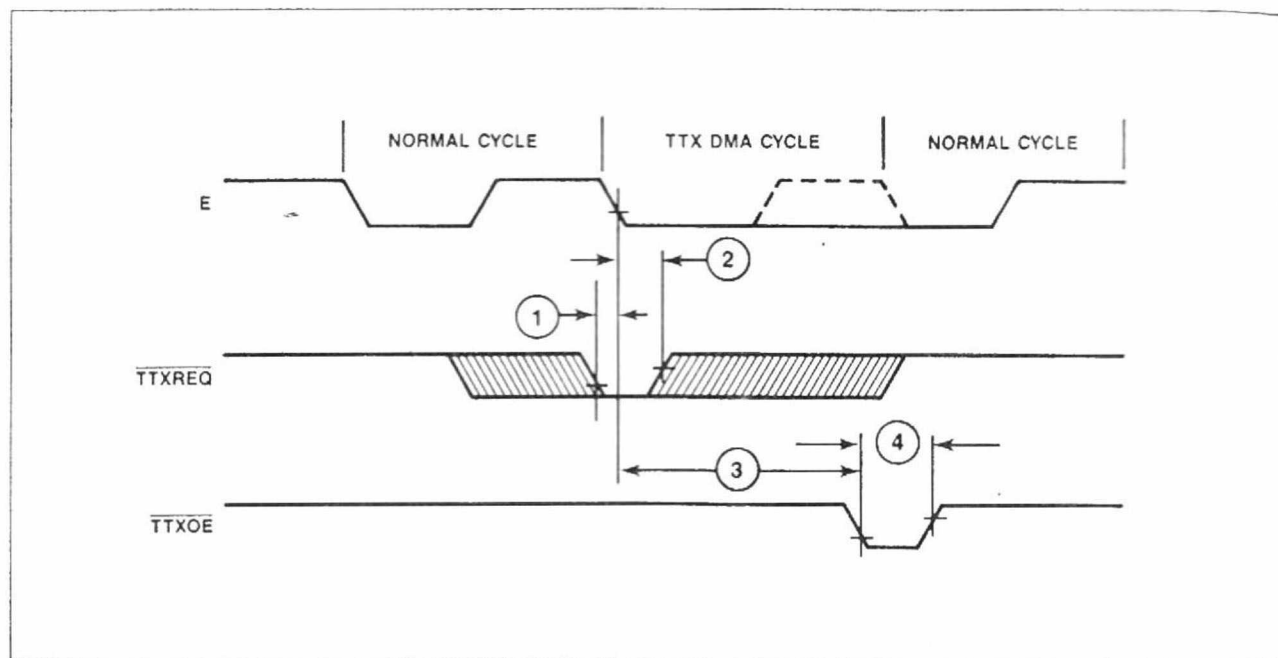 NORMAL CYCLE TTX DMA CYCLE NORMAL CYCLE
E
2
1
TTXREQ
4
3
TTXOE